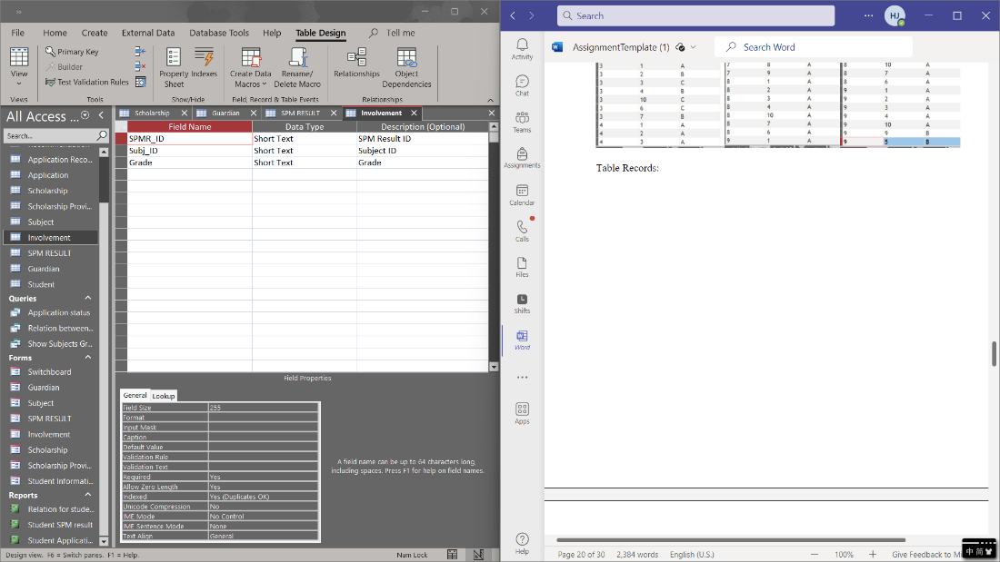 File Home Create External Data Database Tools Help Table Design Tell me
View
Primary Key
Builder
Test Validation Rules
Property Sheet
Indexes
Create Data Macros
Rename/ Delete Macro
Relationships
Object Dependencies
Views Tools Show/Hide Field, Record & Table Events Relationships
All Access ...
Search...
Application Reco...
Application
Scholarship
Scholarship Provi...
Subject
Involvement
SPM RESULT
Guardian
Student
Queries
Application status
Relation between...
Show Subjects Gr...
Forms
Switchboard
Guardian
Subject
SPM RESULT
Involvement
Scholarship
Scholarship Provi...
Student Informati...
Reports
Relation for stude...
Student SPM result
Student Applicati...
Scholarship Guardian SPM RESULT Involvement
Field Name Data Type Description (Optional)
SPMR_ID Short Text SPM Result ID
Subj_ID Short Text Subject ID
Grade Short Text Grade
Field Properties
General Lookup
Field Size 255
Format
Input Mask
Caption
Default Value
Validation Rule
Validation Text
Required Yes
Allow Zero Length Yes
Indexed Yes (Duplicates OK)
Unicode Compression No
IME Mode No Control
IME Sentence Mode None
Text Align General
A field name can be up to 64 characters long,
including spaces. Press F1 for help on field names.
Design view. F6 = Switch panes. F1 = Help. Num Lock
Search
HJ
Activity
Chat
Teams
Assignments
Calendar
Calls
Files
Shifts
Word
Apps
Help
AssignmentTemplate (1) Search Word
3 1 A 7 8 A 8 10 A
3 2 B 7 9 A 8 7 A
3 3 C 8 1 A 8 6 A
3 4 B 8 2 A 9 1 A
3 10 C 8 3 A 9 2 A
3 6 C 8 4 A 9 3 A
3 7 B 8 10 A 9 4 A
4 1 A 8 7 A 9 10 A
4 2 A 8 6 A 9 9 B
4 3 A 9 1 A 9 5 B
Table Records:
Page 20 of 30 2,384 words English (U.S.) 100% Give Feedback to Mi
中 简